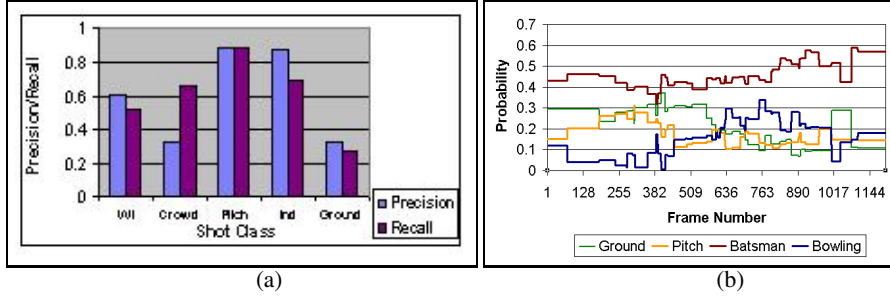 1
0.8
0.6
0.4
0.2
0
Precision/Recall
Crowd Pitch Ind Ground
Shot Class
Precision
Recall
(a)
0.7
0.6
0.5
0.4
0.3
0.2
0.1
0
Probability
1 128 255 382 509 636 763 890 1017 1144
Frame Number
Ground Pitch Batsman Bowling
(b)